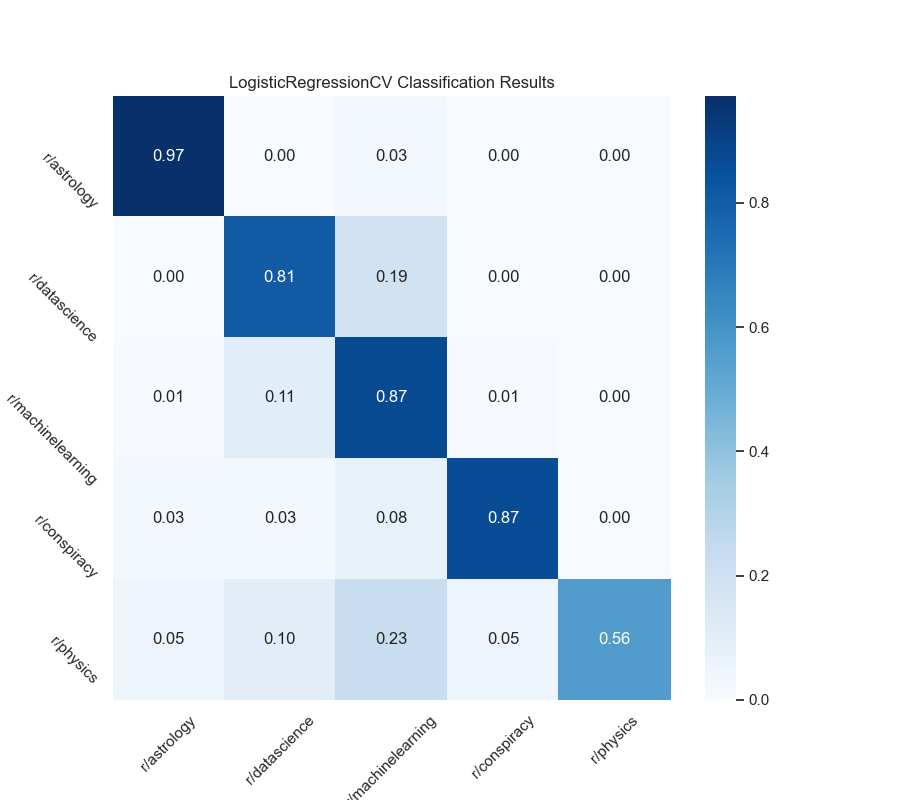 LogisticRegressionCV Classification Results
r/astrology 0.97 0.00 0.03 0.00 0.00
r/datascience 0.00 0.81 0.19 0.00 0.00
r/machinelearning 0.01 0.11 0.87 0.01 0.00
r/conspiracy 0.03 0.03 0.08 0.87 0.00
r/physics 0.05 0.10 0.23 0.05 0.56
r/astrology r/datascience /machinelearning r/conspiracy r/physics
0.8
0.6
0.4
0.2
0.0